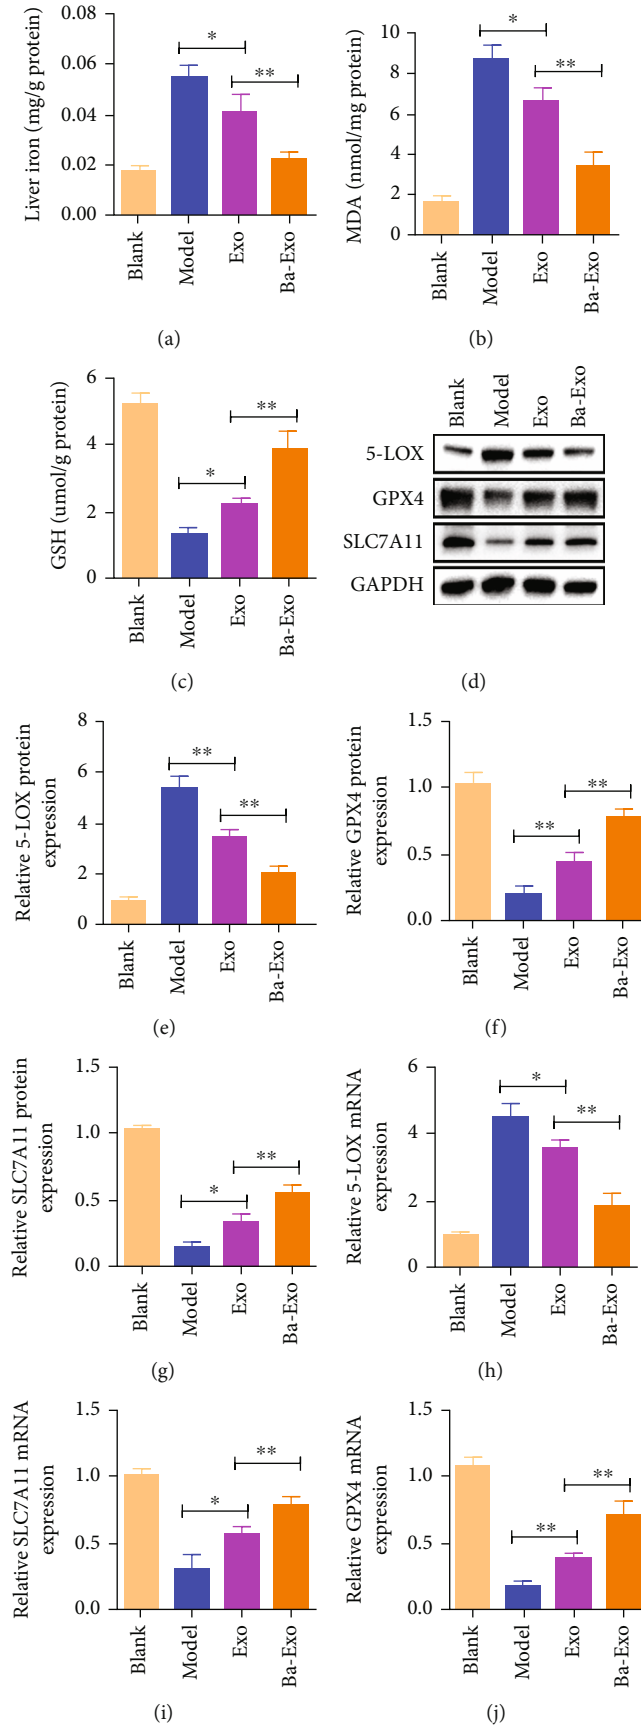 Liver iron (mg/g protein)
0.08
0.06
0.04
0.02
0.00
*
**
Blank
Model
Exo
Ba-Exo
(a)
MDA (nmol/mg protein)
10
8
6
4
2
0
*
**
Blank
Model
Exo
Ba-Exo
(b)
GSH (umol/g protein)
6
4
2
0
*
**
Blank
Model
Exo
Ba-Exo
(c)
Blank
Model
Exo
Ba-Exo
5-LOX
GPX4
SLC7A11
GAPDH
(d)
Relative 5-LOX protein
expression
8
6
4
2
0
**
**
Blank
Model
Exo
Ba-Exo
(e)
Relative GPX4 protein
expression
1.5
1.0
0.5
0.0
**
**
Blank
Model
Exo
Ba-Exo
(f)
Relative SLC7A11 protein
expression
1.5
1.0
0.5
0.0
*
**
Blank
Model
Exo
Ba-Exo
(g)
Relative 5-LOX mRNA
expression
6
4
2
0
*
**
Blank
Model
Exo
Ba-Exo
(h)
Relative SLC7A11 mRNA
expression
1.5
1.0
0.5
0.0
*
**
Blank
Model
Exo
Ba-Exo
(i)
Relative GPX4 mRNA
expression
1.5
1.0
0.5
0.0
**
**
Blank
Model
Exo
Ba-Exo
(j)